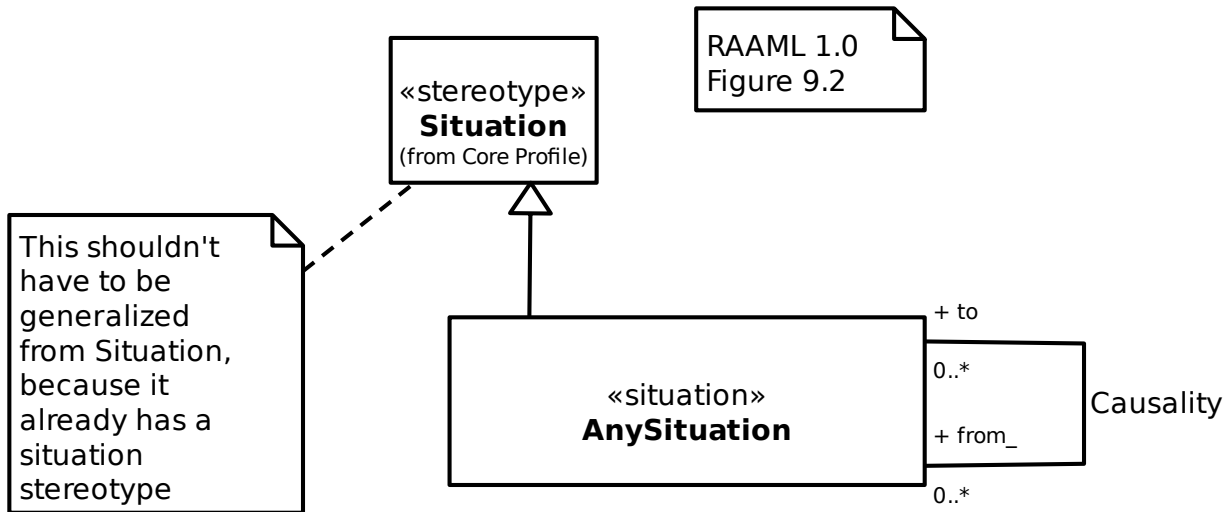 «stereotype»
Situation
(from Core Profile)
RAAML 1.0
Figure 9.2
This shouldn't
have to be
generalized
from Situation,
because it
already has a
situation
stereotype
«situation»
AnySituation
+ to
0..*
+ from_
0..*
Causality